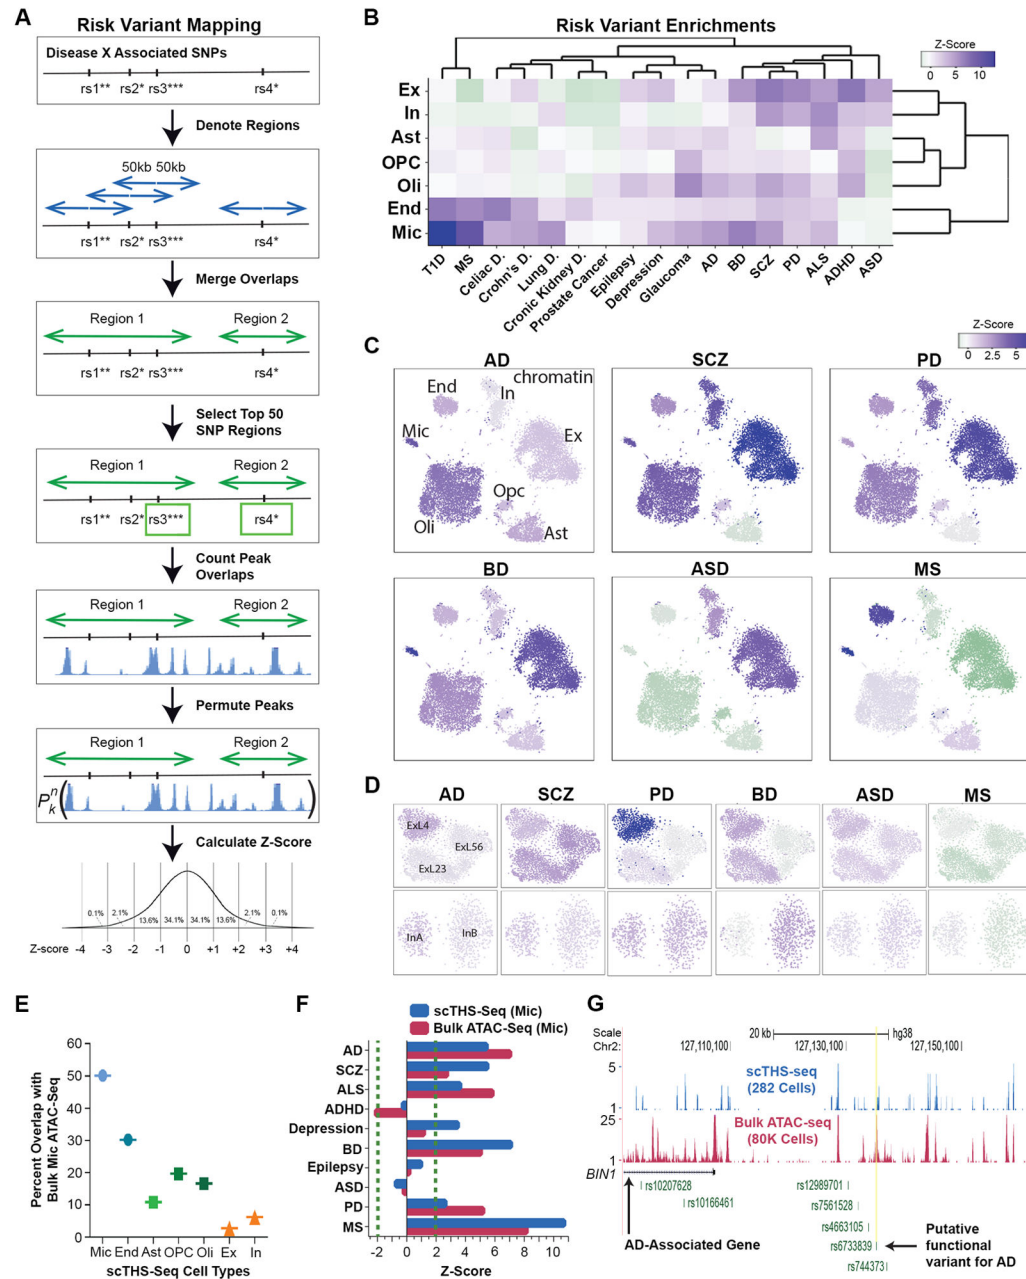 A
Risk Variant Mapping
Disease X Associated SNPs
rs1** rs2* rs3*** rs4*
Denote Regions
50kb 50kb
rs1** rs2* rs3*** rs4*
Merge Overlaps
Region 1 Region 2
rs1** rs2* rs3*** rs4*
Select Top 50
SNP Regions
Region 1 Region 2
rs1** rs2* rs3*** rs4*
Count Peak
Overlaps
Region 1 Region 2
Permute Peaks
Region 1 Region 2
P n k ( )
Calculate Z-Score
0.1% 2.1% 13.6% 34.1% 34.1% 13.6% 2.1% 0.1%
Z-score -4 -3 -2 -1 0 +1 +2 +3 +4
B
Risk Variant Enrichments
Z-Score
0 5 10
Ex
In
Ast
OPC
Oli
End
Mic
T1D MS Celiac D. Crohn's D. Lung D. Cronic Kidney D. Prostate Cancer Epilepsy Depression Glaucoma AD BD SCZ PD ALS ADHD ASD
C
Z-Score
0 2.5 5
AD SCZ PD
chromatin
End In
Mic Ex
Opc
Oli Ast
BD ASD MS
D
AD SCZ PD BD ASD MS
ExL4
ExL56
ExL23
InA InB
E
Percent Overlap with
Bulk Mic ATAC-Seq
60
50
40
30
20
10
0
Mic End Ast OPC Oli Ex In
scTHS-Seq Cell Types
F
scTHS-Seq (Mic)
Bulk ATAC-Seq (Mic)
AD
SCZ
ALS
ADHD
Depression
BD
Epilepsy
ASD
PD
MS
-2 0 2 4 6 8 10
Z-Score
G
Scale 20 kb hg38
Chr2: 127,110,100 127,130,100 127,150,100
5
scTHS-seq
(282 Cells)
1
25
Bulk ATAC-seq
(80K Cells)
1
BIN1
rs10207628 rs12989701
rs10166461 rs7561528
rs4663105
rs6733839
rs744373
AD-Associated Gene
Putative
functional
variant for AD